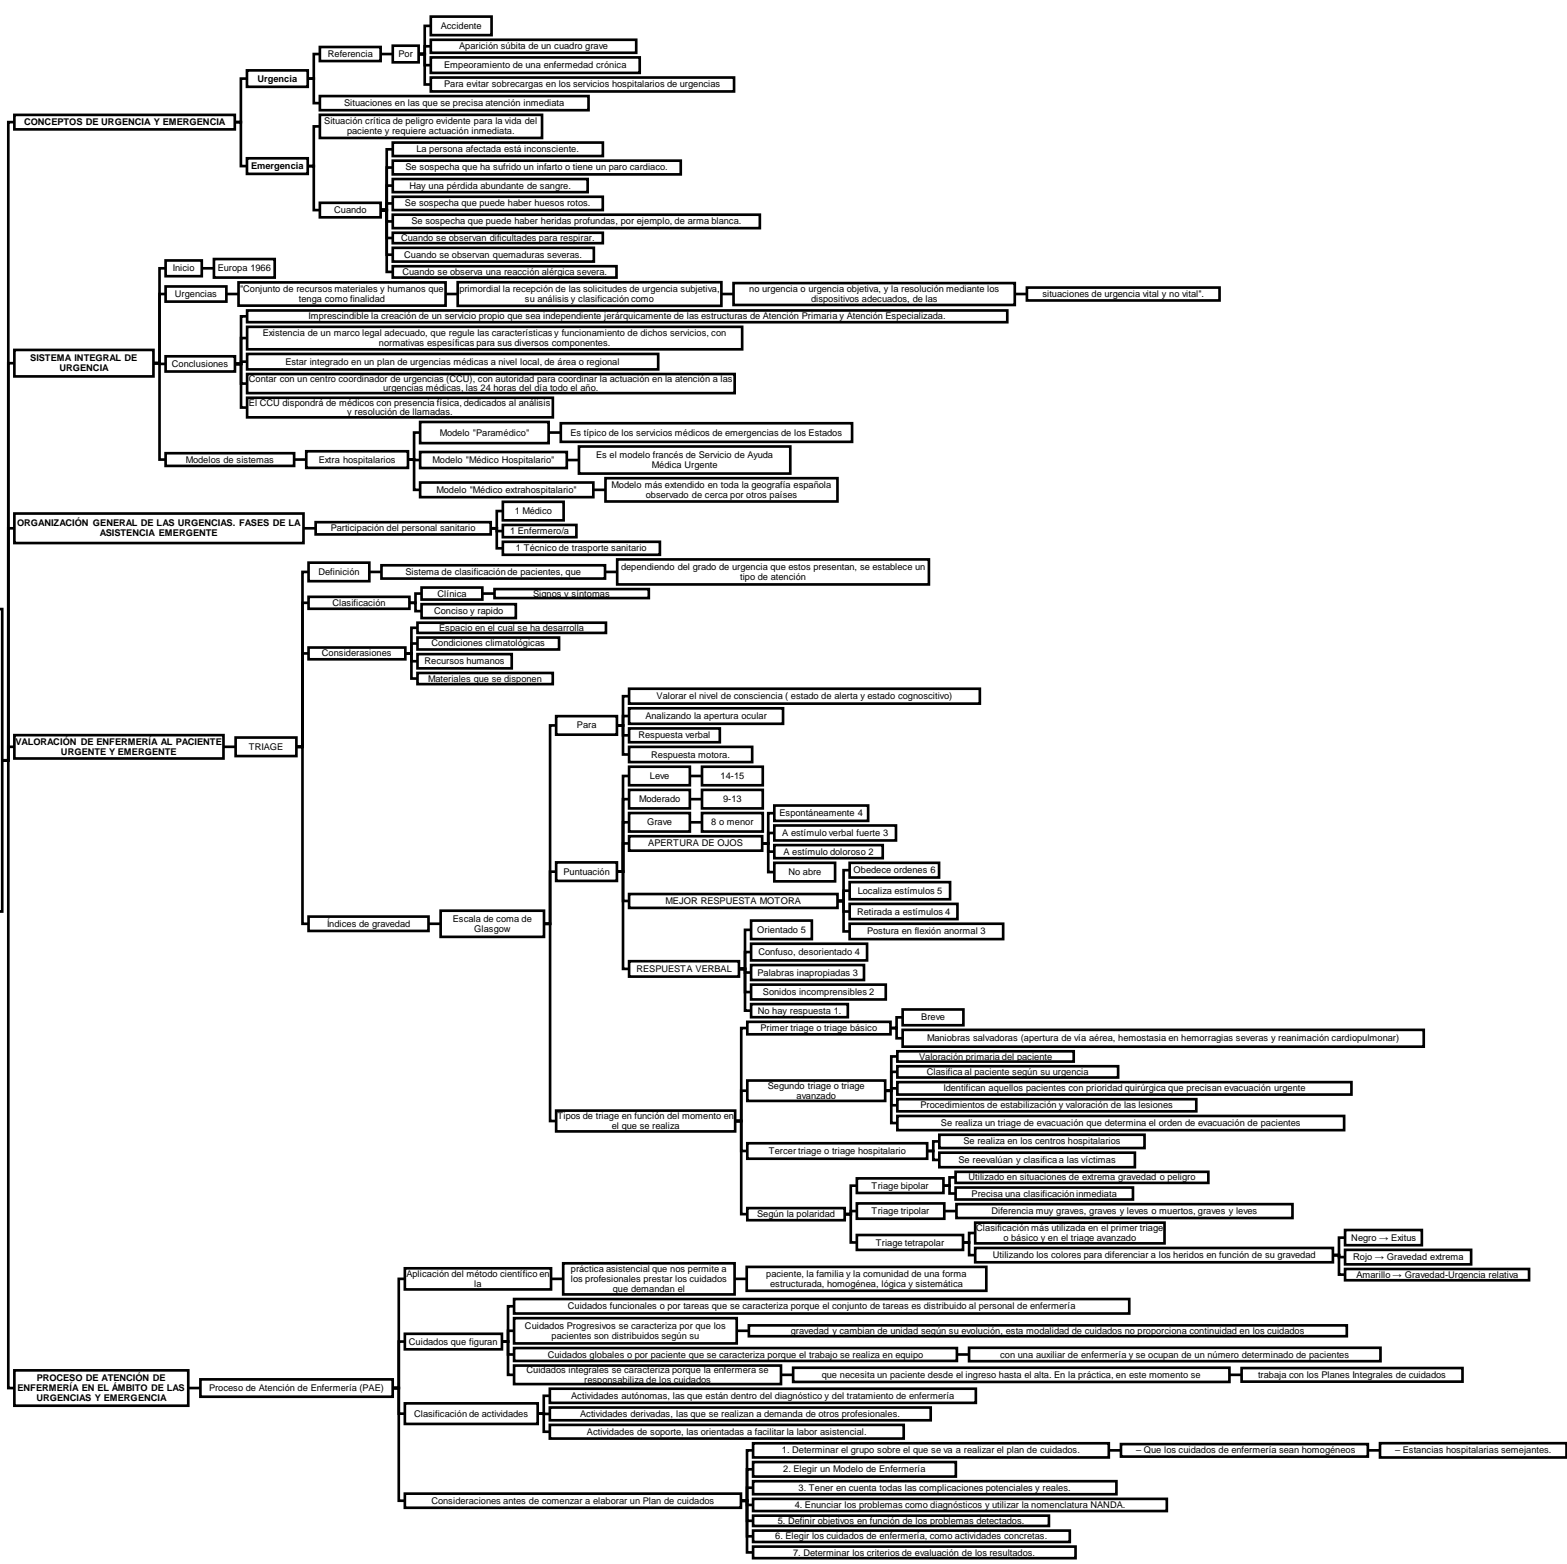 CONCEPTOS DE URGENCIA Y EMERGENCIA
Urgencia
Referencia
Por
Accidente
Aparición súbita de un cuadro grave
Empeoramiento de una enfermedad crónica
Para evitar sobrecargas en los servicios hospitalarios de urgencias
Situaciones en las que se precisa atención inmediata
Emergencia
Situación crítica de peligro evidente para la vida del
paciente y requiere actuación inmediata.
Cuando
La persona afectada está inconsciente.
Se sospecha que ha sufrido un infarto o tiene un paro cardiaco.
Hay una pérdida abundante de sangre.
Se sospecha que puede haber huesos rotos.
Se sospecha que puede haber heridas profundas, por ejemplo, de arma blanca.
Cuando se observan dificultades para respirar.
Cuando se observan quemaduras severas.
Cuando se observa una reacción alérgica severa.
SISTEMA INTEGRAL DE
URGENCIA
Inicio
Europa 1966
Urgencias
"Conjunto de recursos materiales y humanos que
tenga como finalidad
primordial la recepción de las solicitudes de urgencia subjetiva,
su análisis y clasificación como
no urgencia o urgencia objetiva, y la resolución mediante los
dispositivos adecuados, de las
situaciones de urgencia vital y no vital".
Conclusiones
Imprescindible la creación de un servicio propio que sea independiente jerárquicamente de las estructuras de Atención Primaria y Atención Especializada.
Existencia de un marco legal adecuado, que regule las características y funcionamiento de dichos servicios, con
normativas espesíficas para sus diversos componentes.
Estar integrado en un plan de urgencias médicas a nivel local, de área o regional
Contar con un centro coordinador de urgencias (CCU), con autoridad para coordinar la actuación en la atención a las
urgencias médicas, las 24 horas del día todo el año.
El CCU dispondrá de médicos con presencia física, dedicados al análisis
y resolución de llamadas.
Modelos de sistemas
Extra hospitalarios
Modelo "Paramédico"
Es típico de los servicios médicos de emergencias de los Estados
Modelo "Médico Hospitalario"
Es el modelo francés de Servicio de Ayuda
Médica Urgente
Modelo "Médico extrahospitalario"
Modelo más extendido en toda la geografía española
observado de cerca por otros países
ORGANIZACIÓN GENERAL DE LAS URGENCIAS. FASES DE LA
ASISTENCIA EMERGENTE
Participación del personal sanitario
1 Médico
1 Enfermero/a
1 Técnico de trasporte sanitario
VALORACIÓN DE ENFERMERÍA AL PACIENTE
URGENTE Y EMERGENTE
TRIAGE
Definición
Sistema de clasificación de pacientes, que
dependiendo del grado de urgencia que estos presentan, se establece un
tipo de atención
Clasificación
Clínica
Signos y síntomas
Conciso y rapido
Considerasiones
Espacio en el cual se ha desarrolla
Condiciones climatológicas
Recursos humanos
Materiales que se disponen
Índices de gravedad
Escala de coma de
Glasgow
Para
Valorar el nivel de consciencia ( estado de alerta y estado cognoscitivo)
Analizando la apertura ocular
Respuesta verbal
Respuesta motora.
Puntuación
Leve
14-15
Moderado
9-13
Grave
8 o menor
APERTURA DE OJOS
Espontáneamente 4
A estímulo verbal fuerte 3
A estímulo doloroso 2
No abre
MEJOR RESPUESTA MOTORA
Obedece ordenes 6
Localiza estímulos 5
Retirada a estímulos 4
Postura en flexión anormal 3
RESPUESTA VERBAL
Orientado 5
Confuso, desorientado 4
Palabras inapropiadas 3
Sonidos incomprensibles 2
No hay respuesta 1.
Tipos de triage en función del momento en
el que se realiza
Primer triage o triage básico
Breve
Maniobras salvadoras (apertura de vía aérea, hemostasia en hemorragias severas y reanimación cardiopulmonar)
Segundo triage o triage
avanzado
Valoración primaria del paciente
Clasifica al paciente según su urgencia
Identifican aquellos pacientes con prioridad quirúrgica que precisan evacuación urgente
Procedimientos de estabilización y valoración de las lesiones
Se realiza un triage de evacuación que determina el orden de evacuación de pacientes
Tercer triage o triage hospitalario
Se realiza en los centros hospitalarios
Se reevalúan y clasifica a las víctimas
Según la polaridad
Triage bipolar
Utilizado en situaciones de extrema gravedad o peligro
Precisa una clasificación inmediata
Triage tripolar
Diferencia muy graves, graves y leves o muertos, graves y leves
Triage tetrapolar
Clasificación más utilizada en el primer triage
o básico y en el triage avanzado
Utilizando los colores para diferenciar a los heridos en función de su gravedad
Negro → Exitus
Rojo → Gravedad extrema
Amarillo → Gravedad-Urgencia relativa
PROCESO DE ATENCIÓN DE
ENFERMERÍA EN EL ÁMBITO DE LAS
URGENCIAS Y EMERGENCIA
Proceso de Atención de Enfermería (PAE)
Aplicación del método científico en
la
práctica asistencial que nos permite a
los profesionales prestar los cuidados
que demandan el
paciente, la familia y la comunidad de una forma
estructurada, homogénea, lógica y sistemática
Cuidados que figuran
Cuidados funcionales o por tareas que se caracteriza porque el conjunto de tareas es distribuido al personal de enfermería
Cuidados Progresivos se caracteriza por que los
pacientes son distribuidos según su
gravedad y cambian de unidad según su evolución, esta modalidad de cuidados no proporciona continuidad en los cuidados
Cuidados globales o por paciente que se caracteriza porque el trabajo se realiza en equipo
con una auxiliar de enfermería y se ocupan de un número determinado de pacientes
Cuidados integrales se caracteriza porque la enfermera se
responsabiliza de los cuidados
que necesita un paciente desde el ingreso hasta el alta. En la práctica, en este momento se
trabaja con los Planes Integrales de cuidados
Clasificación de actividades
Actividades autónomas, las que están dentro del diagnóstico y del tratamiento de enfermería
Actividades derivadas, las que se realizan a demanda de otros profesionales.
Actividades de soporte, las orientadas a facilitar la labor asistencial.
Consideraciones antes de comenzar a elaborar un Plan de cuidados
1. Determinar el grupo sobre el que se va a realizar el plan de cuidados.
– Que los cuidados de enfermería sean homogéneos
– Estancias hospitalarias semejantes.
2. Elegir un Modelo de Enfermería
3. Tener en cuenta todas las complicaciones potenciales y reales.
4. Enunciar los problemas como diagnósticos y utilizar la nomenclatura NANDA.
5. Definir objetivos en función de los problemas detectados.
6. Elegir los cuidados de enfermería, como actividades concretas.
7. Determinar los criterios de evaluación de los resultados.